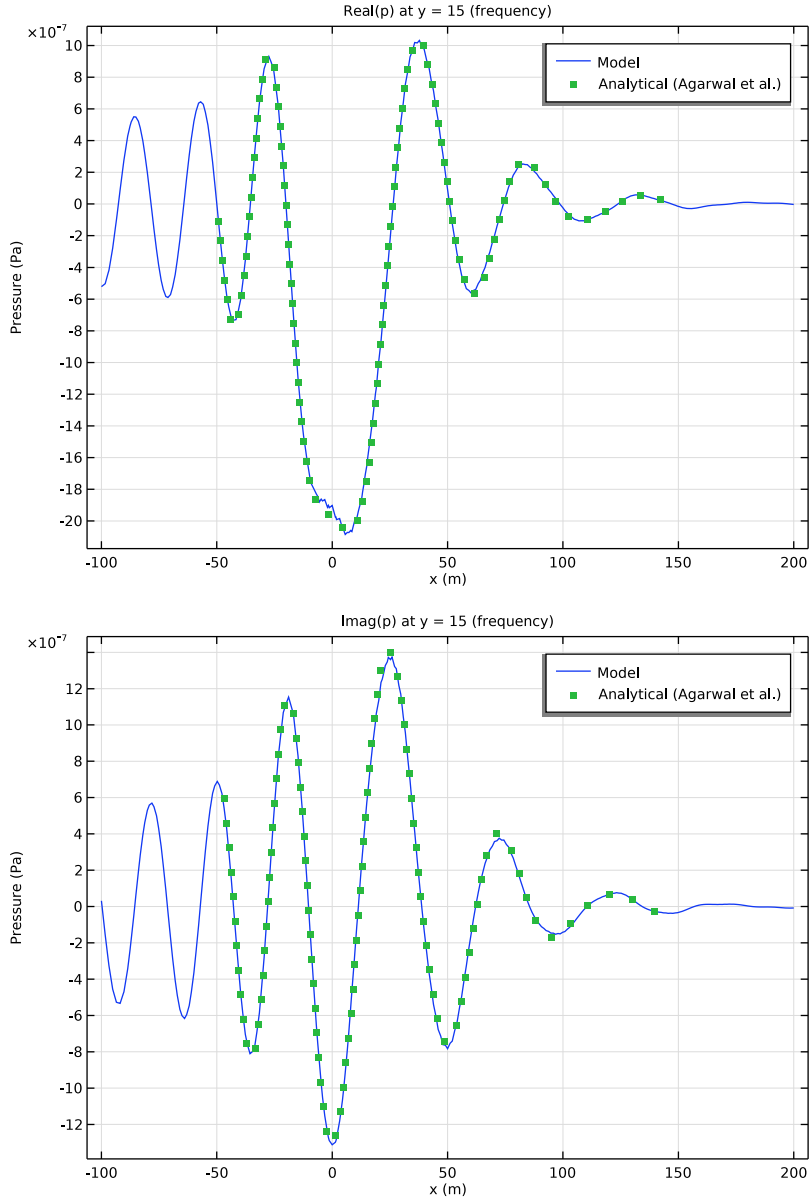 Real(p) at y = 15 (frequency)
×10⁻⁷
10
8
6
4
2
0
-2
-4
-6
-8
-10
-12
-14
-16
-18
-20
Pressure (Pa)
Model
Analytical (Agarwal et al.)
-100 -50 0 50 100 150 200
x (m)
Imag(p) at y = 15 (frequency)
×10⁻⁷
12
10
8
6
4
2
0
-2
-4
-6
-8
-10
-12
Pressure (Pa)
Model
Analytical (Agarwal et al.)
-100 -50 0 50 100 150 200
x (m)